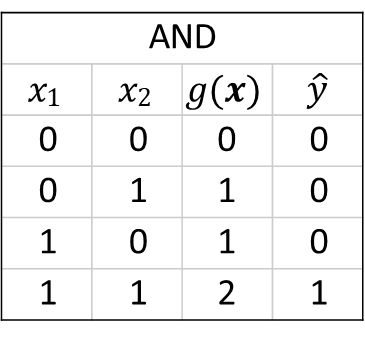 AND
x₁ x₂ g(x) ŷ
0 0 0 0
0 1 1 0
1 0 1 0
1 1 2 1